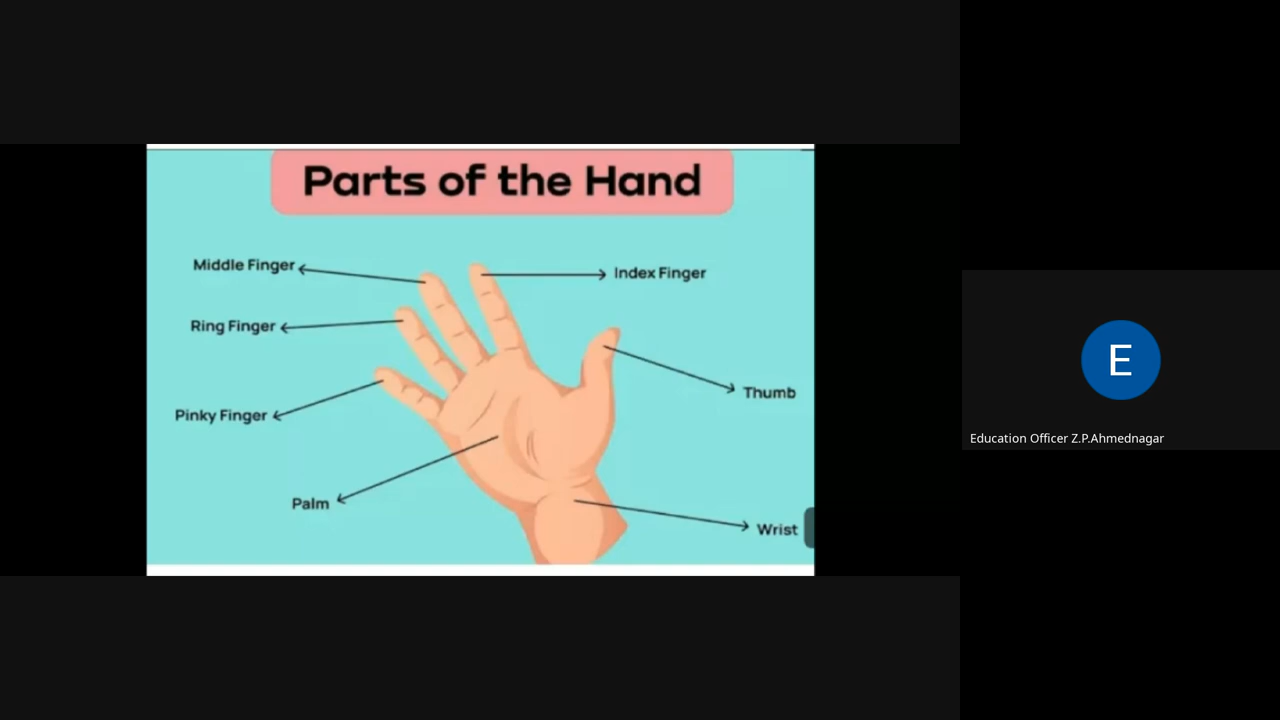 Parts of the Hand
Middle Finger
Index Finger
Ring Finger
Thumb
Pinky Finger
Palm
Wrist
E
Education Officer Z.P.Ahmednagar